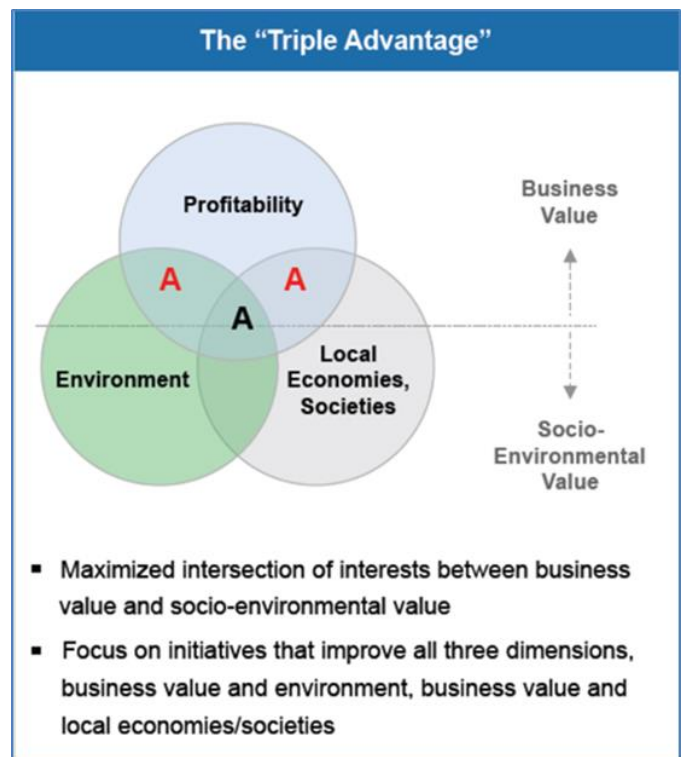 The “Triple Advantage”
Profitability
Business
Value
A
A
A
Environment
Local
Economies,
Societies
Socio-
Environmental
Value
▪ Maximized intersection of interests between business
value and socio-environmental value
▪ Focus on initiatives that improve all three dimensions,
business value and environment, business value and
local economies/societies